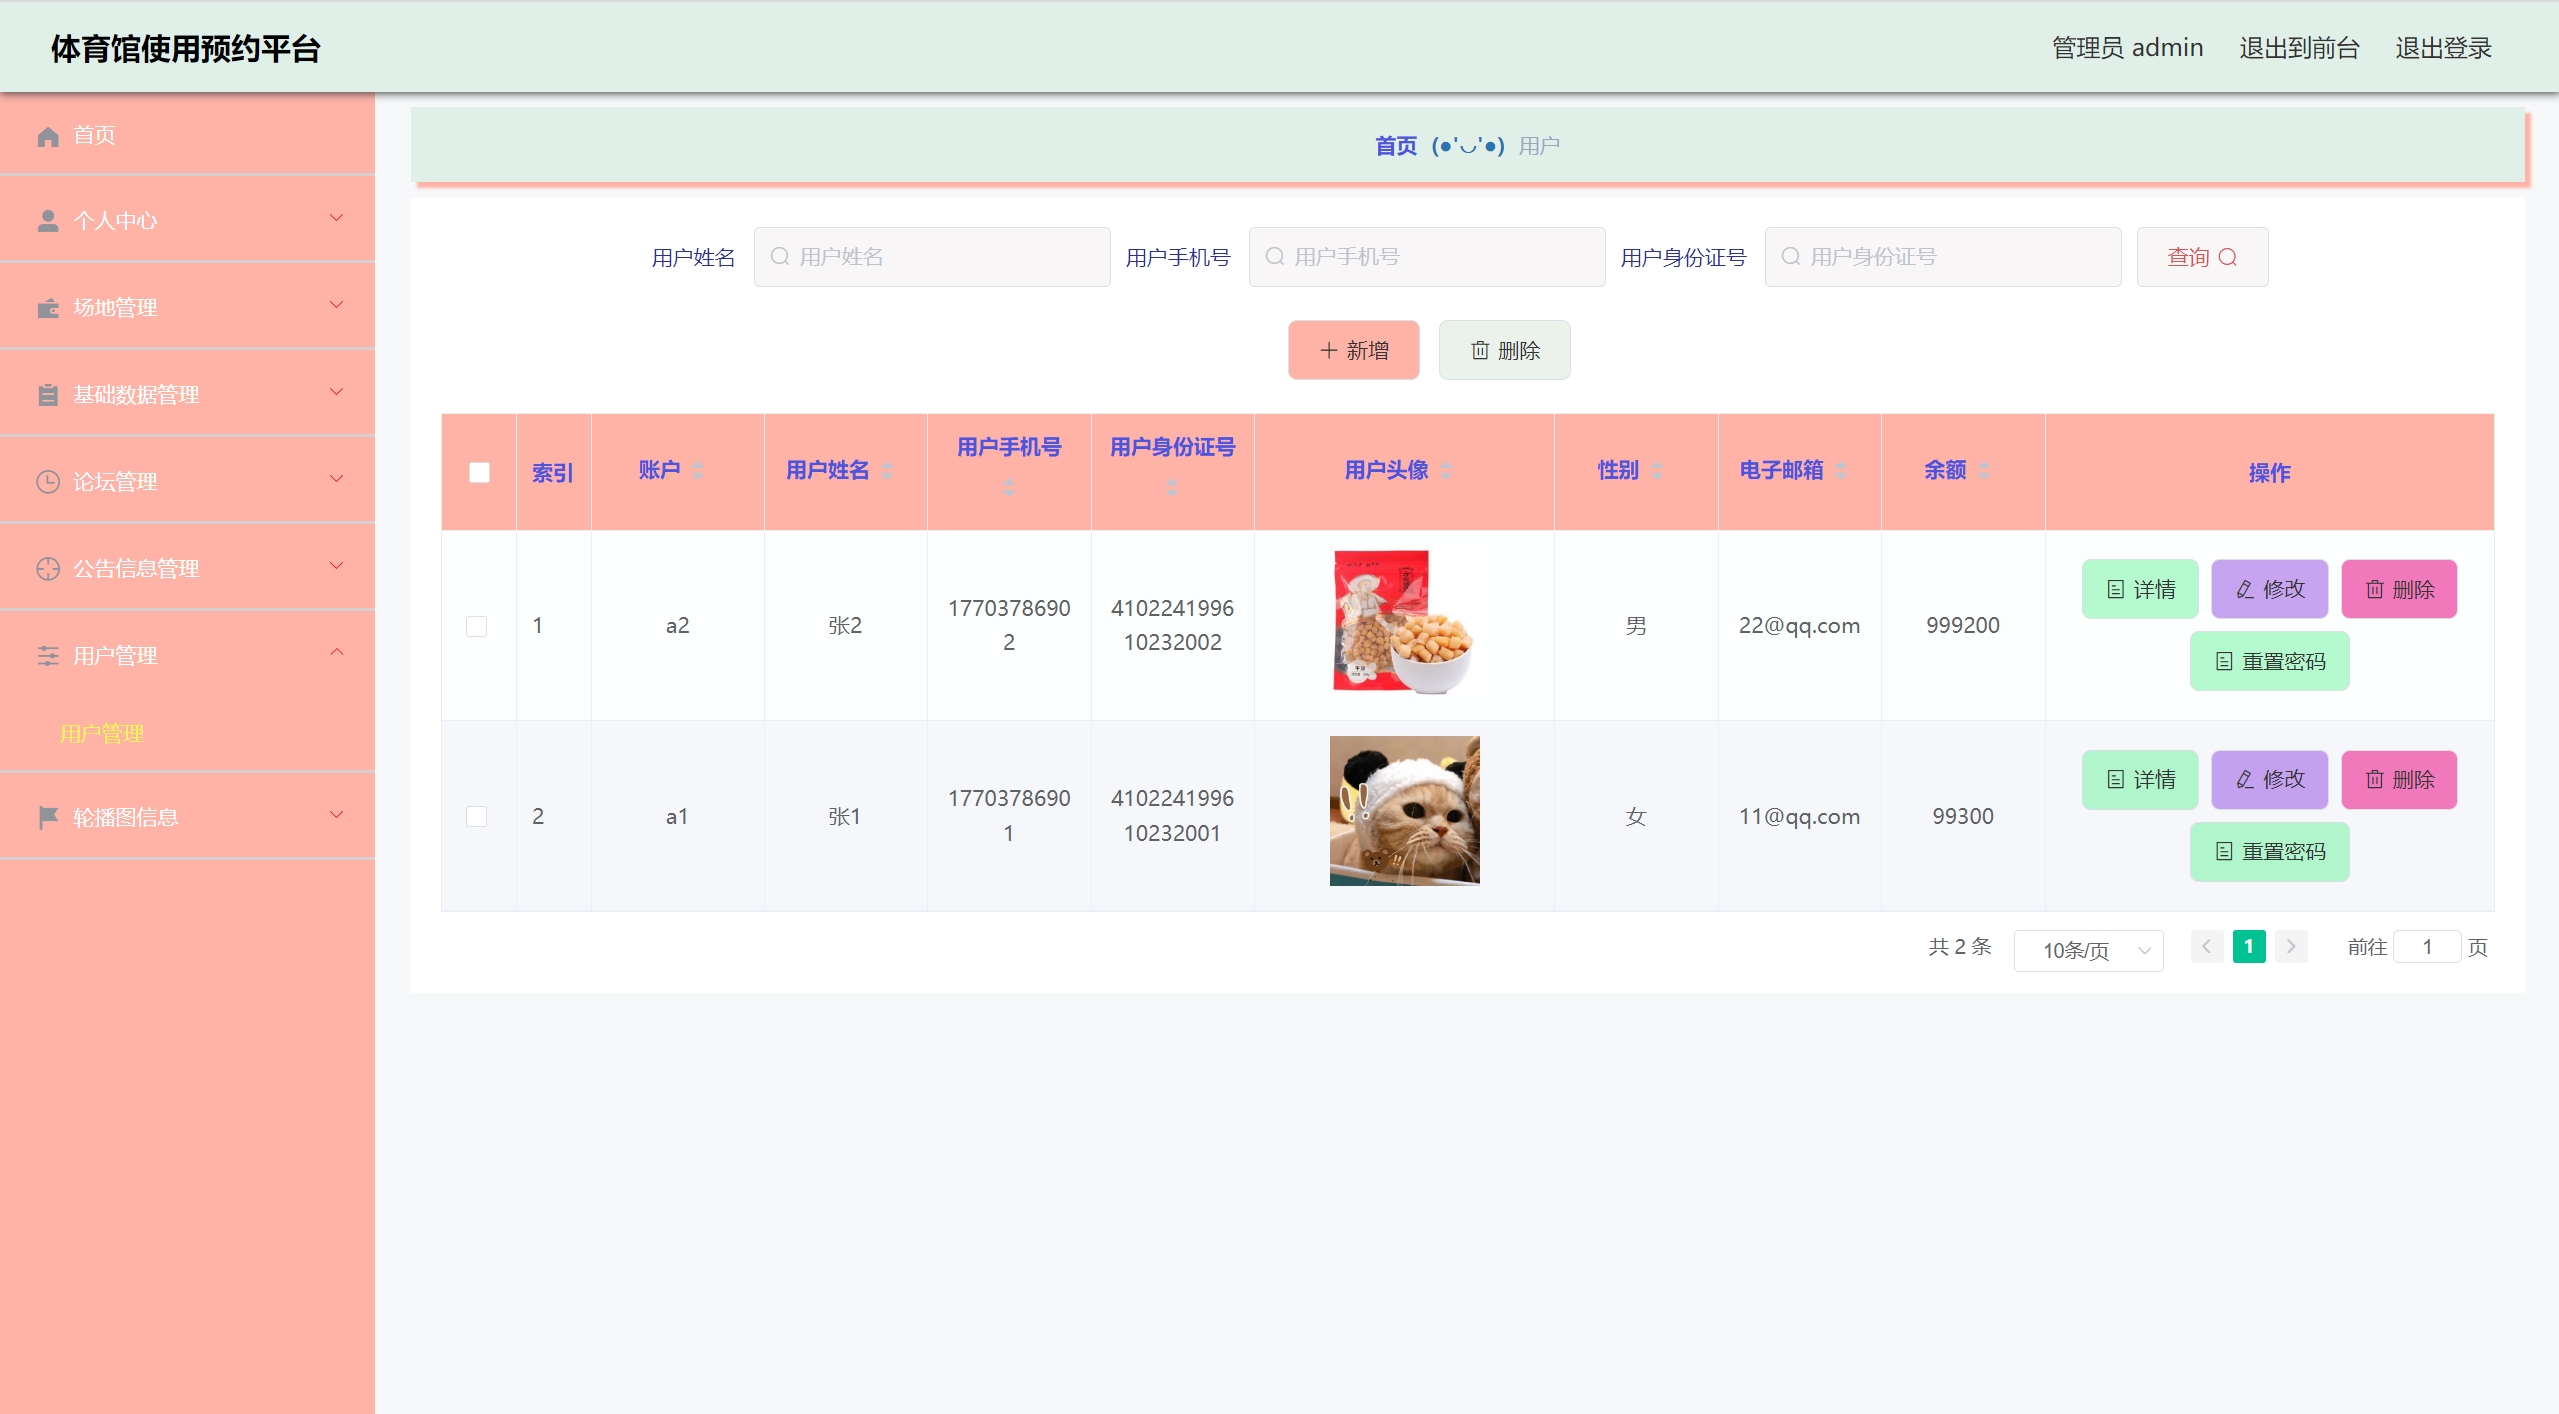 体育馆使用预约平台
管理员 admin 退出到前台 退出登录
首页
个人中心
场地管理
基础数据管理
论坛管理
公告信息管理
用户管理
用户管理
轮播图信息
首页 (●'◡'●) 用户
用户姓名 用户姓名 用户手机号 用户手机号 用户身份证号 用户身份证号 查询
新增 删除
索引 账户 用户姓名 用户手机号 用户身份证号 用户头像 性别 电子邮箱 余额 操作
1 a2 张2 17703786902 410224199610232002 男 22@qq.com 999200 详情 修改 删除
重置密码
2 a1 张1 17703786901 410224199610232001 女 11@qq.com 99300 详情 修改 删除
重置密码
共 2 条 10条/页 1 前往 1 页